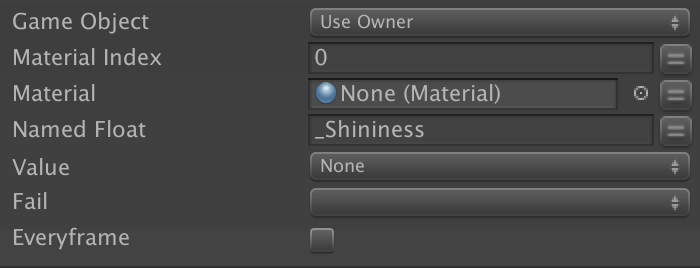 Game Object Use Owner
Material Index 0
Material None (Material)
Named Float _Shininess
Value None
Fail
Everyframe